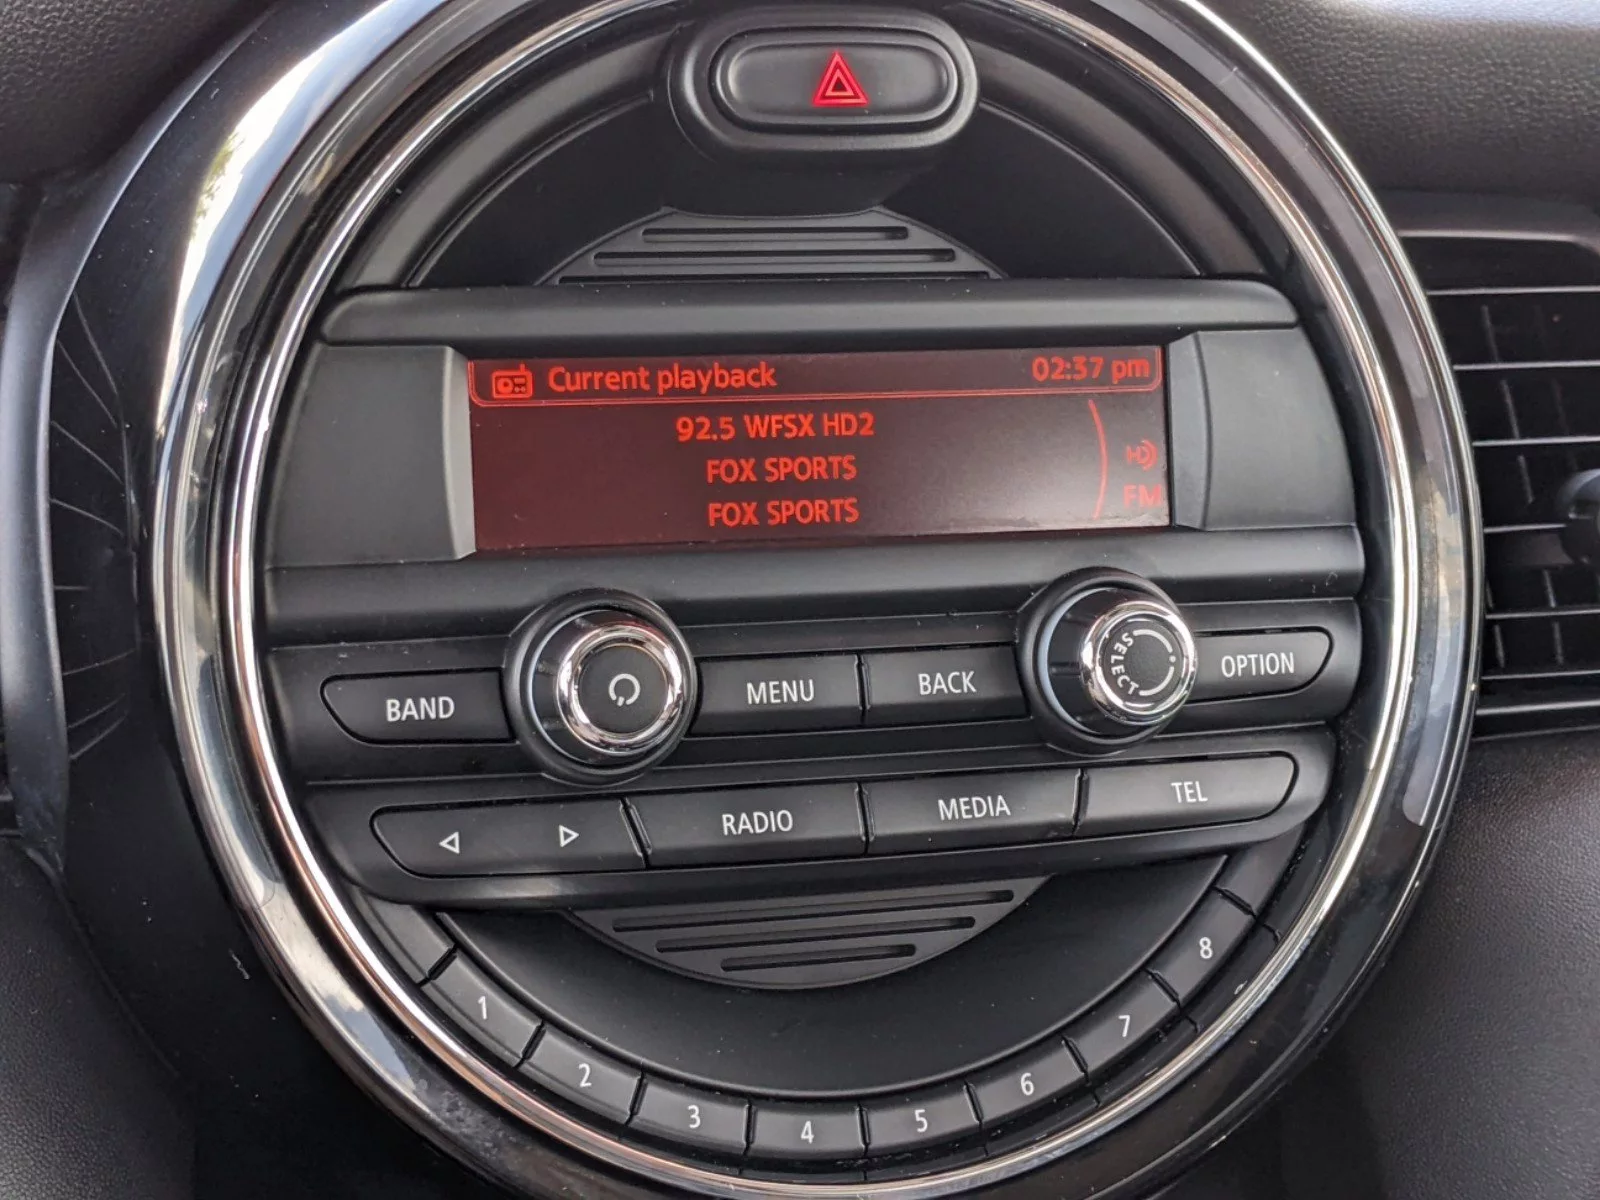 Current playback 02:37 pm
92.5 WFSX HD2
FOX SPORTS
FOX SPORTS
HD
FM
BAND MENU BACK SELECT OPTION
RADIO MEDIA TEL
1 2 3 4 5 6 7 8